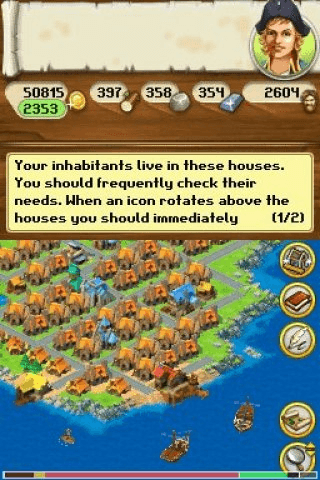 50815 397 358 354 2604
2353
Your inhabitants live in these houses.
You should frequently check their
needs. When an icon rotates above the
houses you should immediately (1/2)